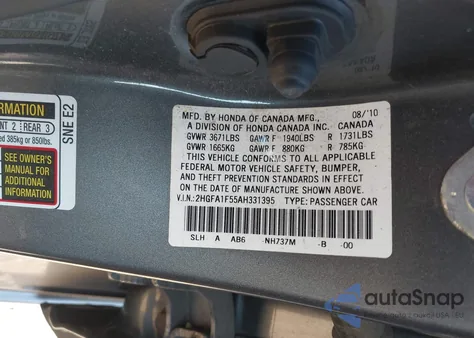 ORMATION
NT 2 REAR 3
ed 385kg or 850lbs.
SEE OWNER'S
MANUAL FOR
ADDITIONAL
INFORMATION
SNE E2
MFD. BY HONDA OF CANADA MFG., 08/'10
A DIVISION OF HONDA CANADA INC. CANADA
GVWR 3671LBS GAWR F 1940LBS R 1731LBS
GVWR 1665KG GAWR F 880KG R 785KG
THIS VEHICLE CONFORMS TO ALL APPLICABLE
FEDERAL MOTOR VEHICLE SAFETY, BUMPER,
AND THEFT PREVENTION STANDARDS IN EFFECT
ON THE DATE OF MANUFACTURE SHOWN ABOVE.
V.I.N.:2HGFA1F55AH331395 TYPE: PASSENGER CAR
SLH A AB6 NH737M B 00
autoSnap